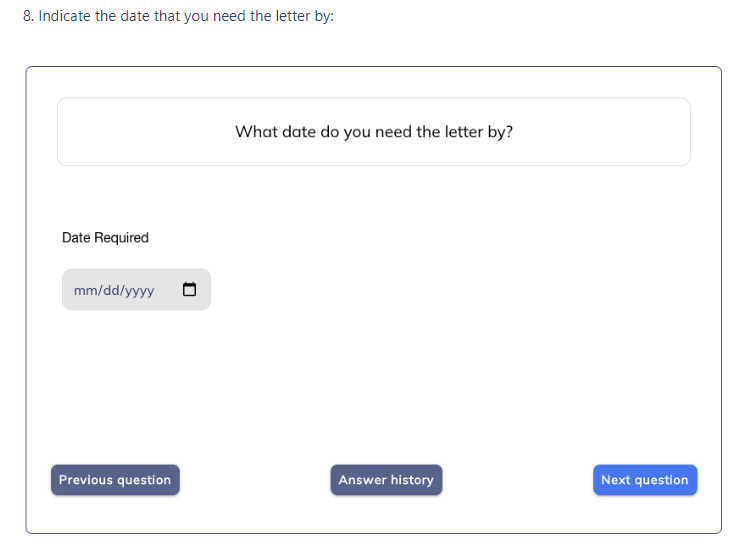 8. Indicate the date that you need the letter by:
What date do you need the letter by?
Date Required
mm/dd/yyyy
Previous question
Answer history
Next question